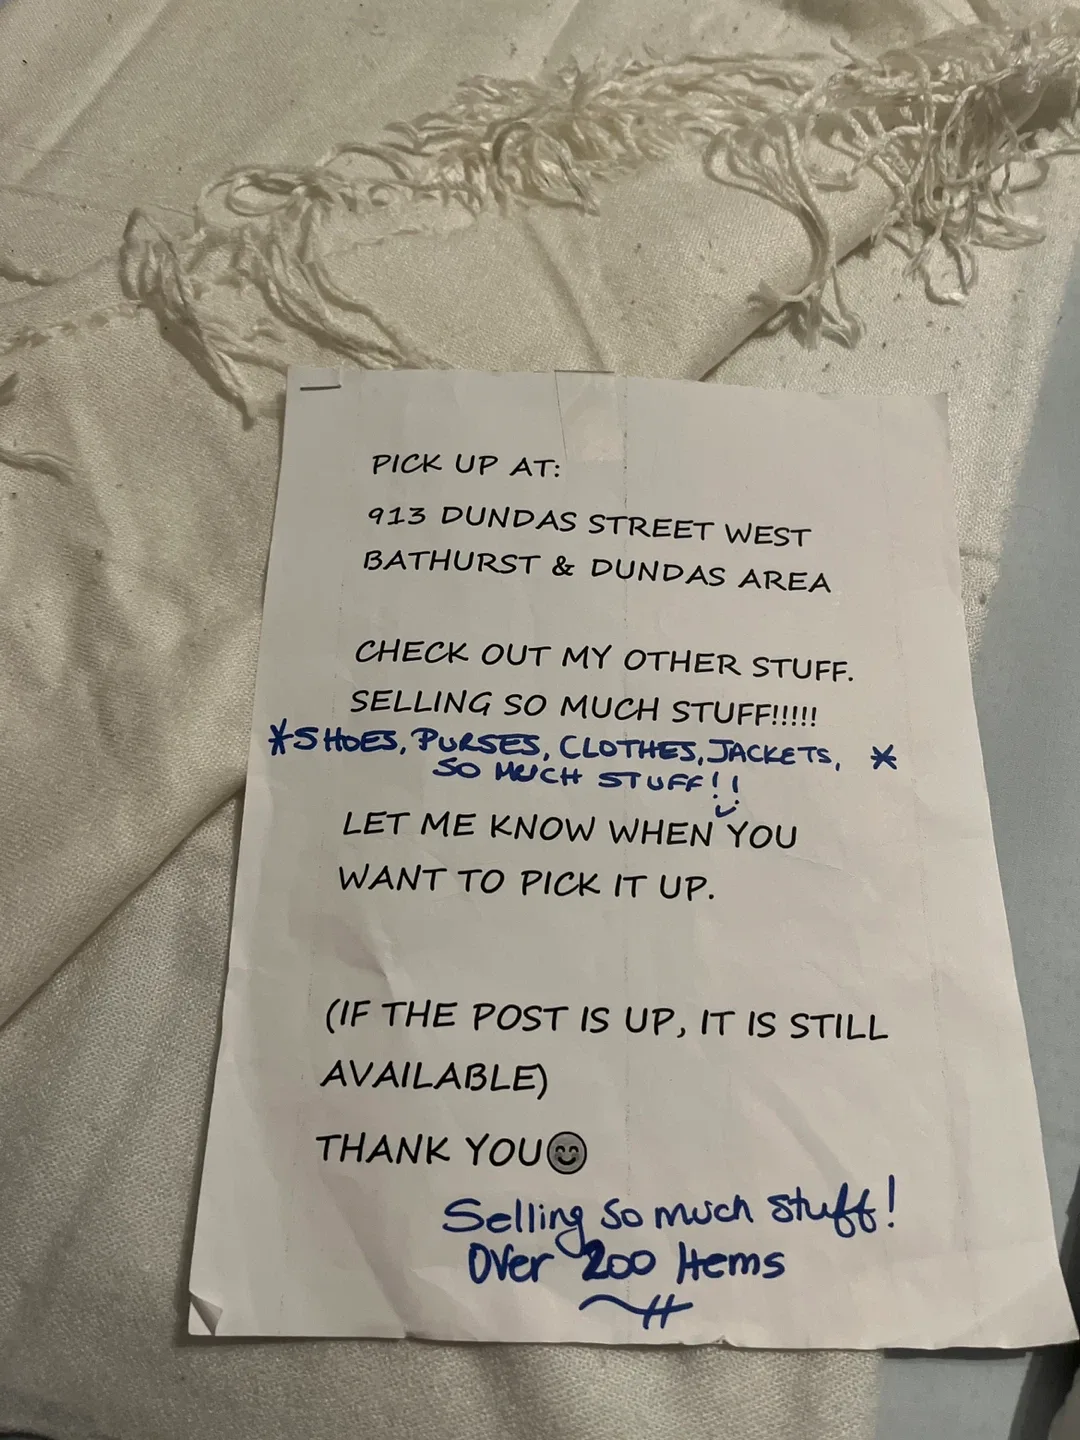 PICK UP AT:
913 DUNDAS STREET WEST
BATHURST & DUNDAS AREA
CHECK OUT MY OTHER STUFF.
SELLING SO MUCH STUFF!!!!!
*SHOES, PURSES, CLOTHES, JACKETS, *
SO MUCH STUFF!!
LET ME KNOW WHEN YOU
WANT TO PICK IT UP.
(IF THE POST IS UP, IT IS STILL
AVAILABLE)
THANK YOU😊
Selling so much stuff!
Over 200 Items